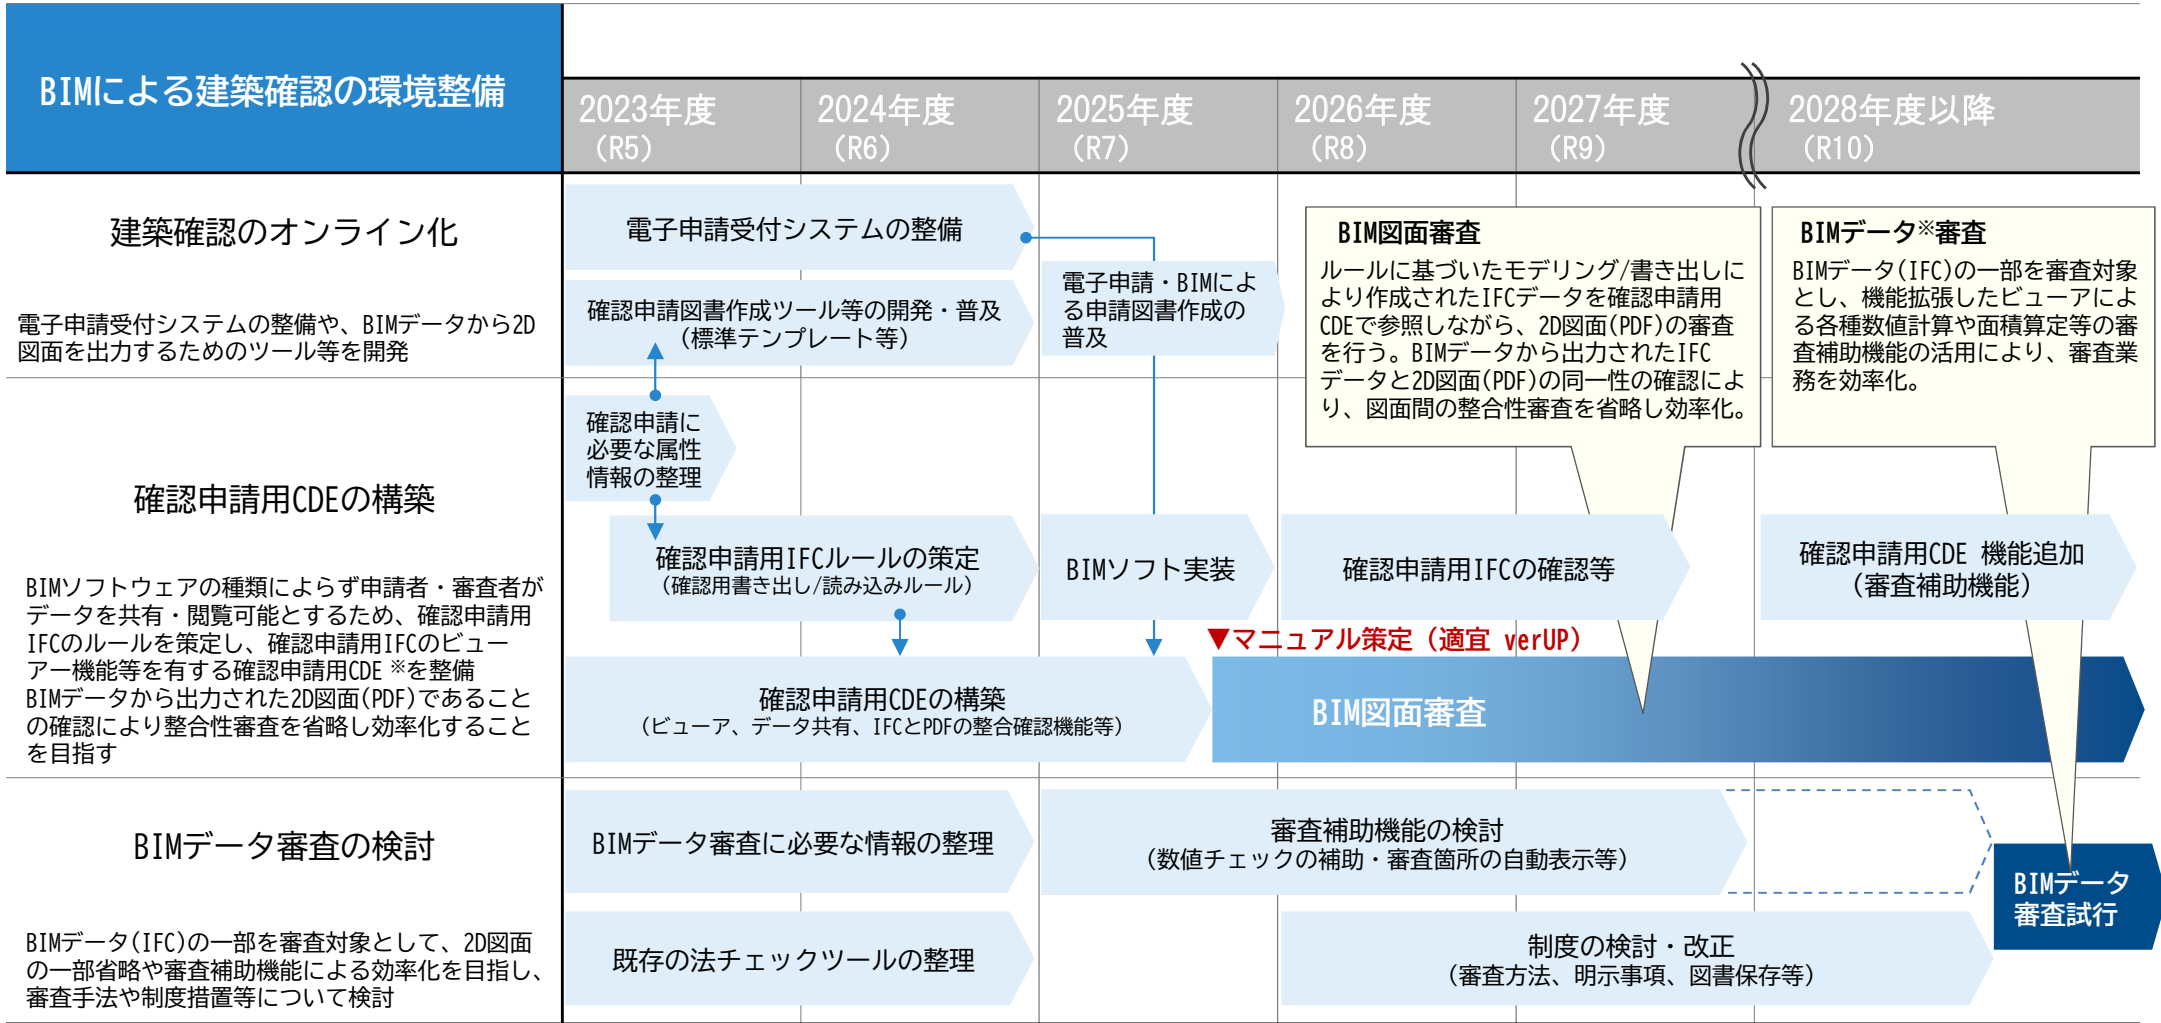 BIMによる建築確認の環境整備
2023年度
（R5）
2024年度
（R6）
2025年度
（R7）
2026年度
（R8）
2027年度
（R9）
2028年度以降
（R10）
建築確認のオンライン化
電子申請受付システムの整備や、BIMデータから2D
図面を出力するためのツール等を開発
電子申請受付システムの整備
確認申請図書作成ツール等の開発・普及
（標準テンプレート等）
電子申請・BIMによ
る申請図書作成の
普及
BIM図面審査
ルールに基づいたモデリング/書き出しに
より作成されたIFCデータを確認申請用
CDEで参照しながら、2D図面(PDF)の審査
を行う。BIMデータから出力されたIFC
データと2D図面(PDF)の同一性の確認によ
り、図面間の整合性審査を省略し効率化。
BIMデータ※審査
BIMデータ(IFC)の一部を審査対象
とし、機能拡張したビューアによ
る各種数値計算や面積算定等の審
査補助機能の活用により、審査業
務を効率化。
確認申請用CDEの構築
BIMソフトウェアの種類によらず申請者・審査者が
データを共有・閲覧可能とするため、確認申請用
IFCのルールを策定し、確認申請用IFCのビュー
アー機能等を有する確認申請用CDE ※を整備
BIMデータから出力された2D図面(PDF)であること
の確認により整合性審査を省略し効率化すること
を目指す
確認申請に
必要な属性
情報の整理
確認申請用IFCルールの策定
（確認用書き出し/読み込みルール）
BIMソフト実装
確認申請用IFCの確認等
確認申請用CDE 機能追加
（審査補助機能）
▼マニュアル策定（適宜 verUP）
確認申請用CDEの構築
（ビューア、データ共有、IFCとPDFの整合確認機能等）
BIM図面審査
BIMデータ審査の検討
BIMデータ(IFC)の一部を審査対象として、2D図面
の一部省略や審査補助機能による効率化を目指し、
審査手法や制度措置等について検討
BIMデータ審査に必要な情報の整理
審査補助機能の検討
（数値チェックの補助・審査箇所の自動表示等）
BIMデータ
審査試行
既存の法チェックツールの整理
制度の検討・改正
（審査方法、明示事項、図書保存等）